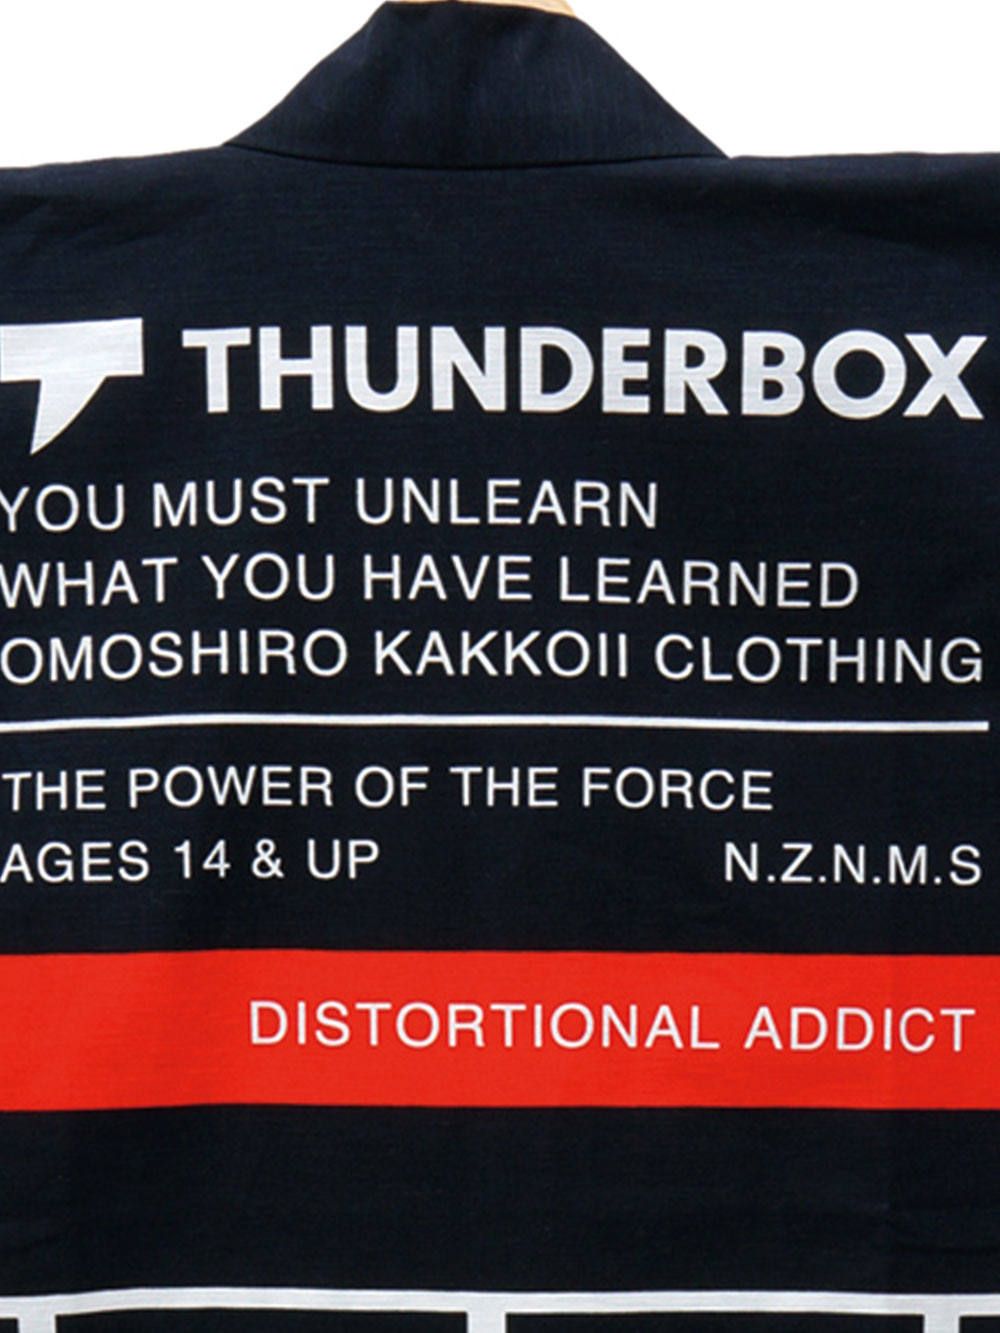 THUNDERBOX
YOU MUST UNLEARN
WHAT YOU HAVE LEARNED
OMOSHIRO KAKKOII CLOTHING
THE POWER OF THE FORCE
AGES 14 & UP N.Z.N.M.S
DISTORTIONAL ADDICT